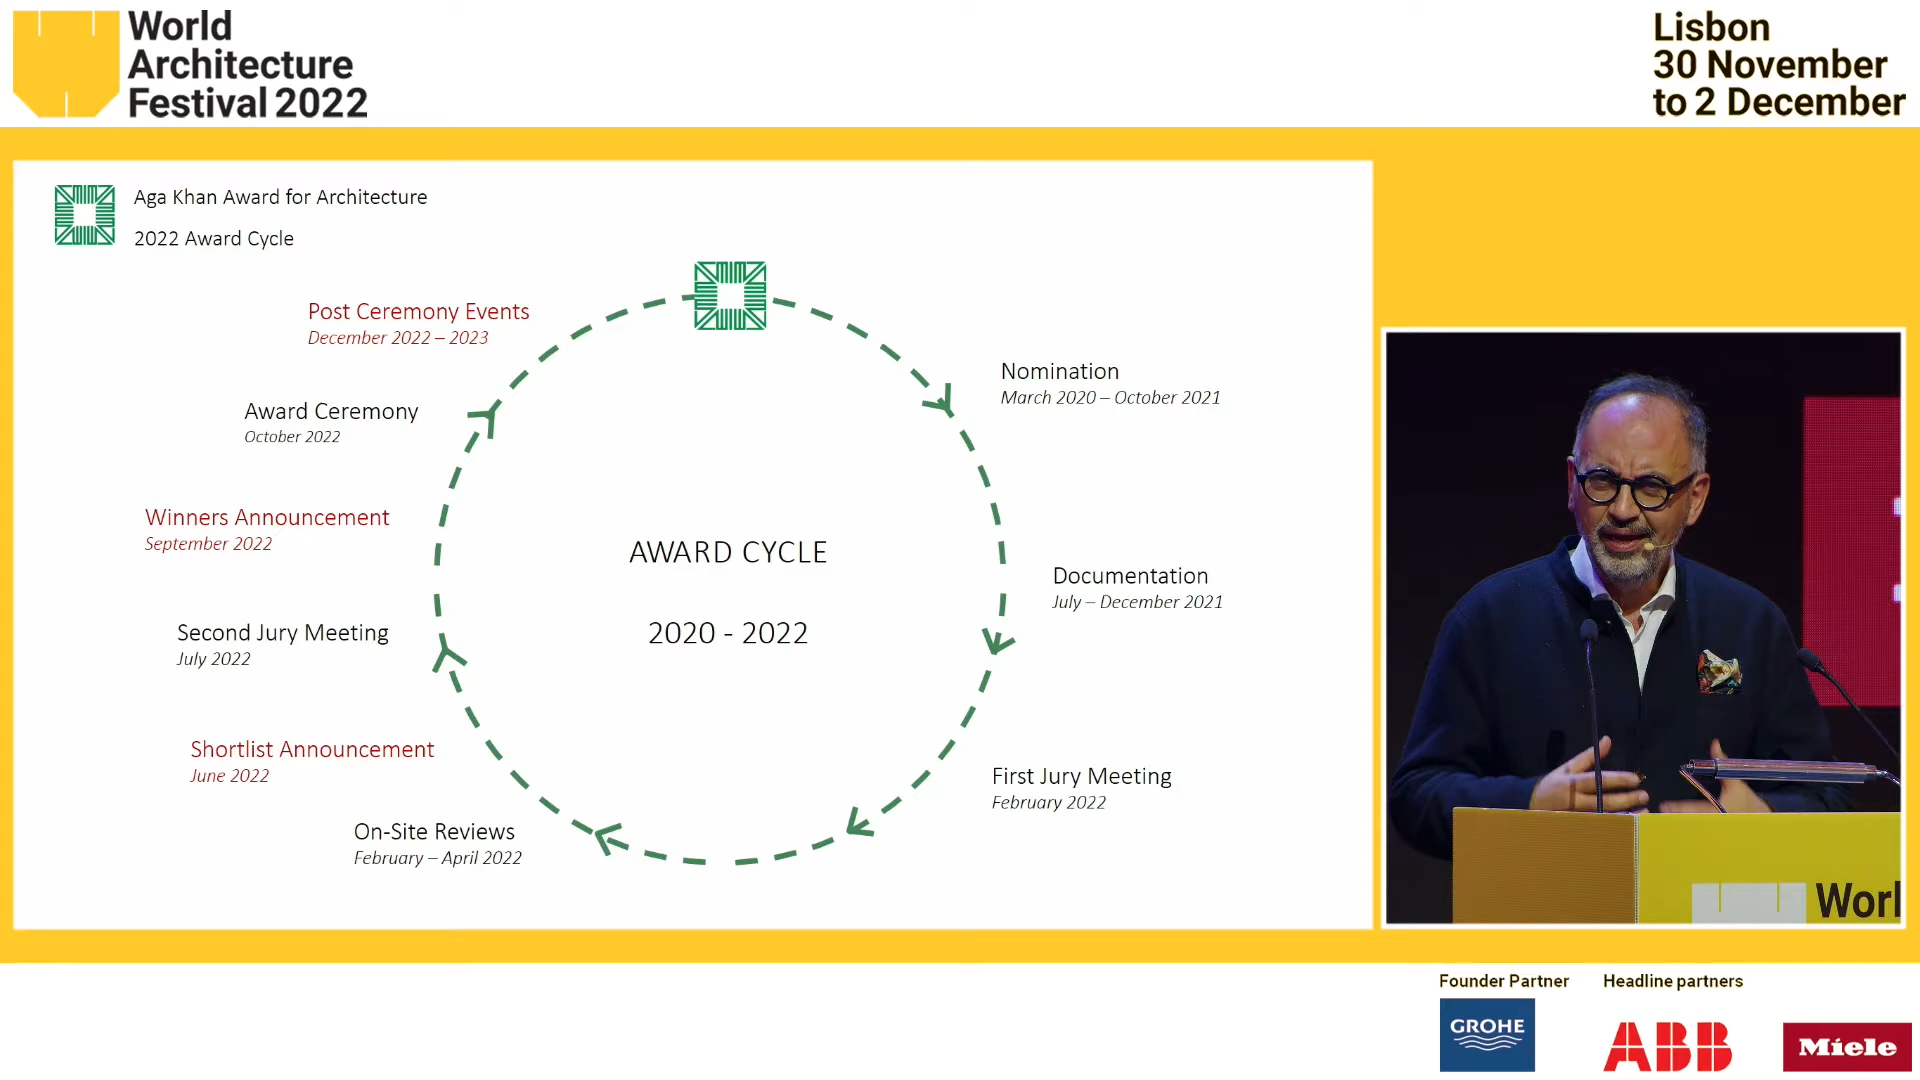 World
Architecture
Festival 2022
Lisbon
30 November
to 2 December
Aga Khan Award for Architecture
2022 Award Cycle
Post Ceremony Events
December 2022 – 2023
Nomination
March 2020 – October 2021
Award Ceremony
October 2022
Winners Announcement
September 2022
AWARD CYCLE
2020 - 2022
Documentation
July – December 2021
Second Jury Meeting
July 2022
Shortlist Announcement
June 2022
First Jury Meeting
February 2022
On-Site Reviews
February – April 2022
Worl
Founder Partner
Headline partners
GROHE
ABB
Miele